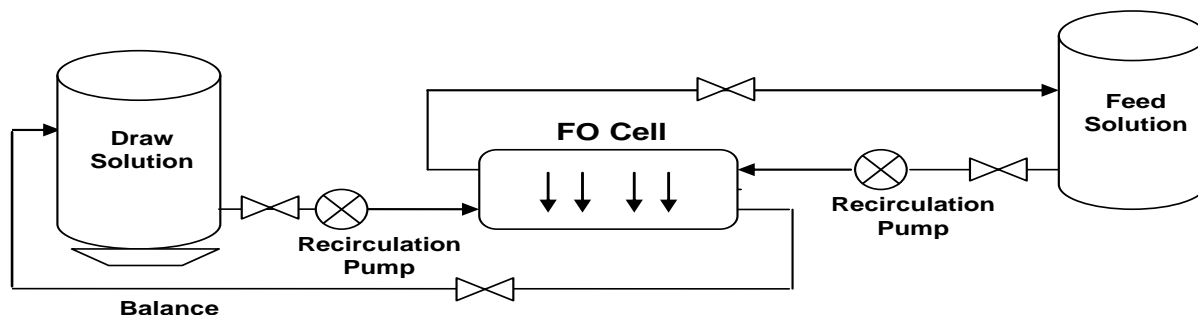 Draw
Solution
FO Cell
Feed
Solution
Recirculation
Pump
Recirculation
Pump
Balance